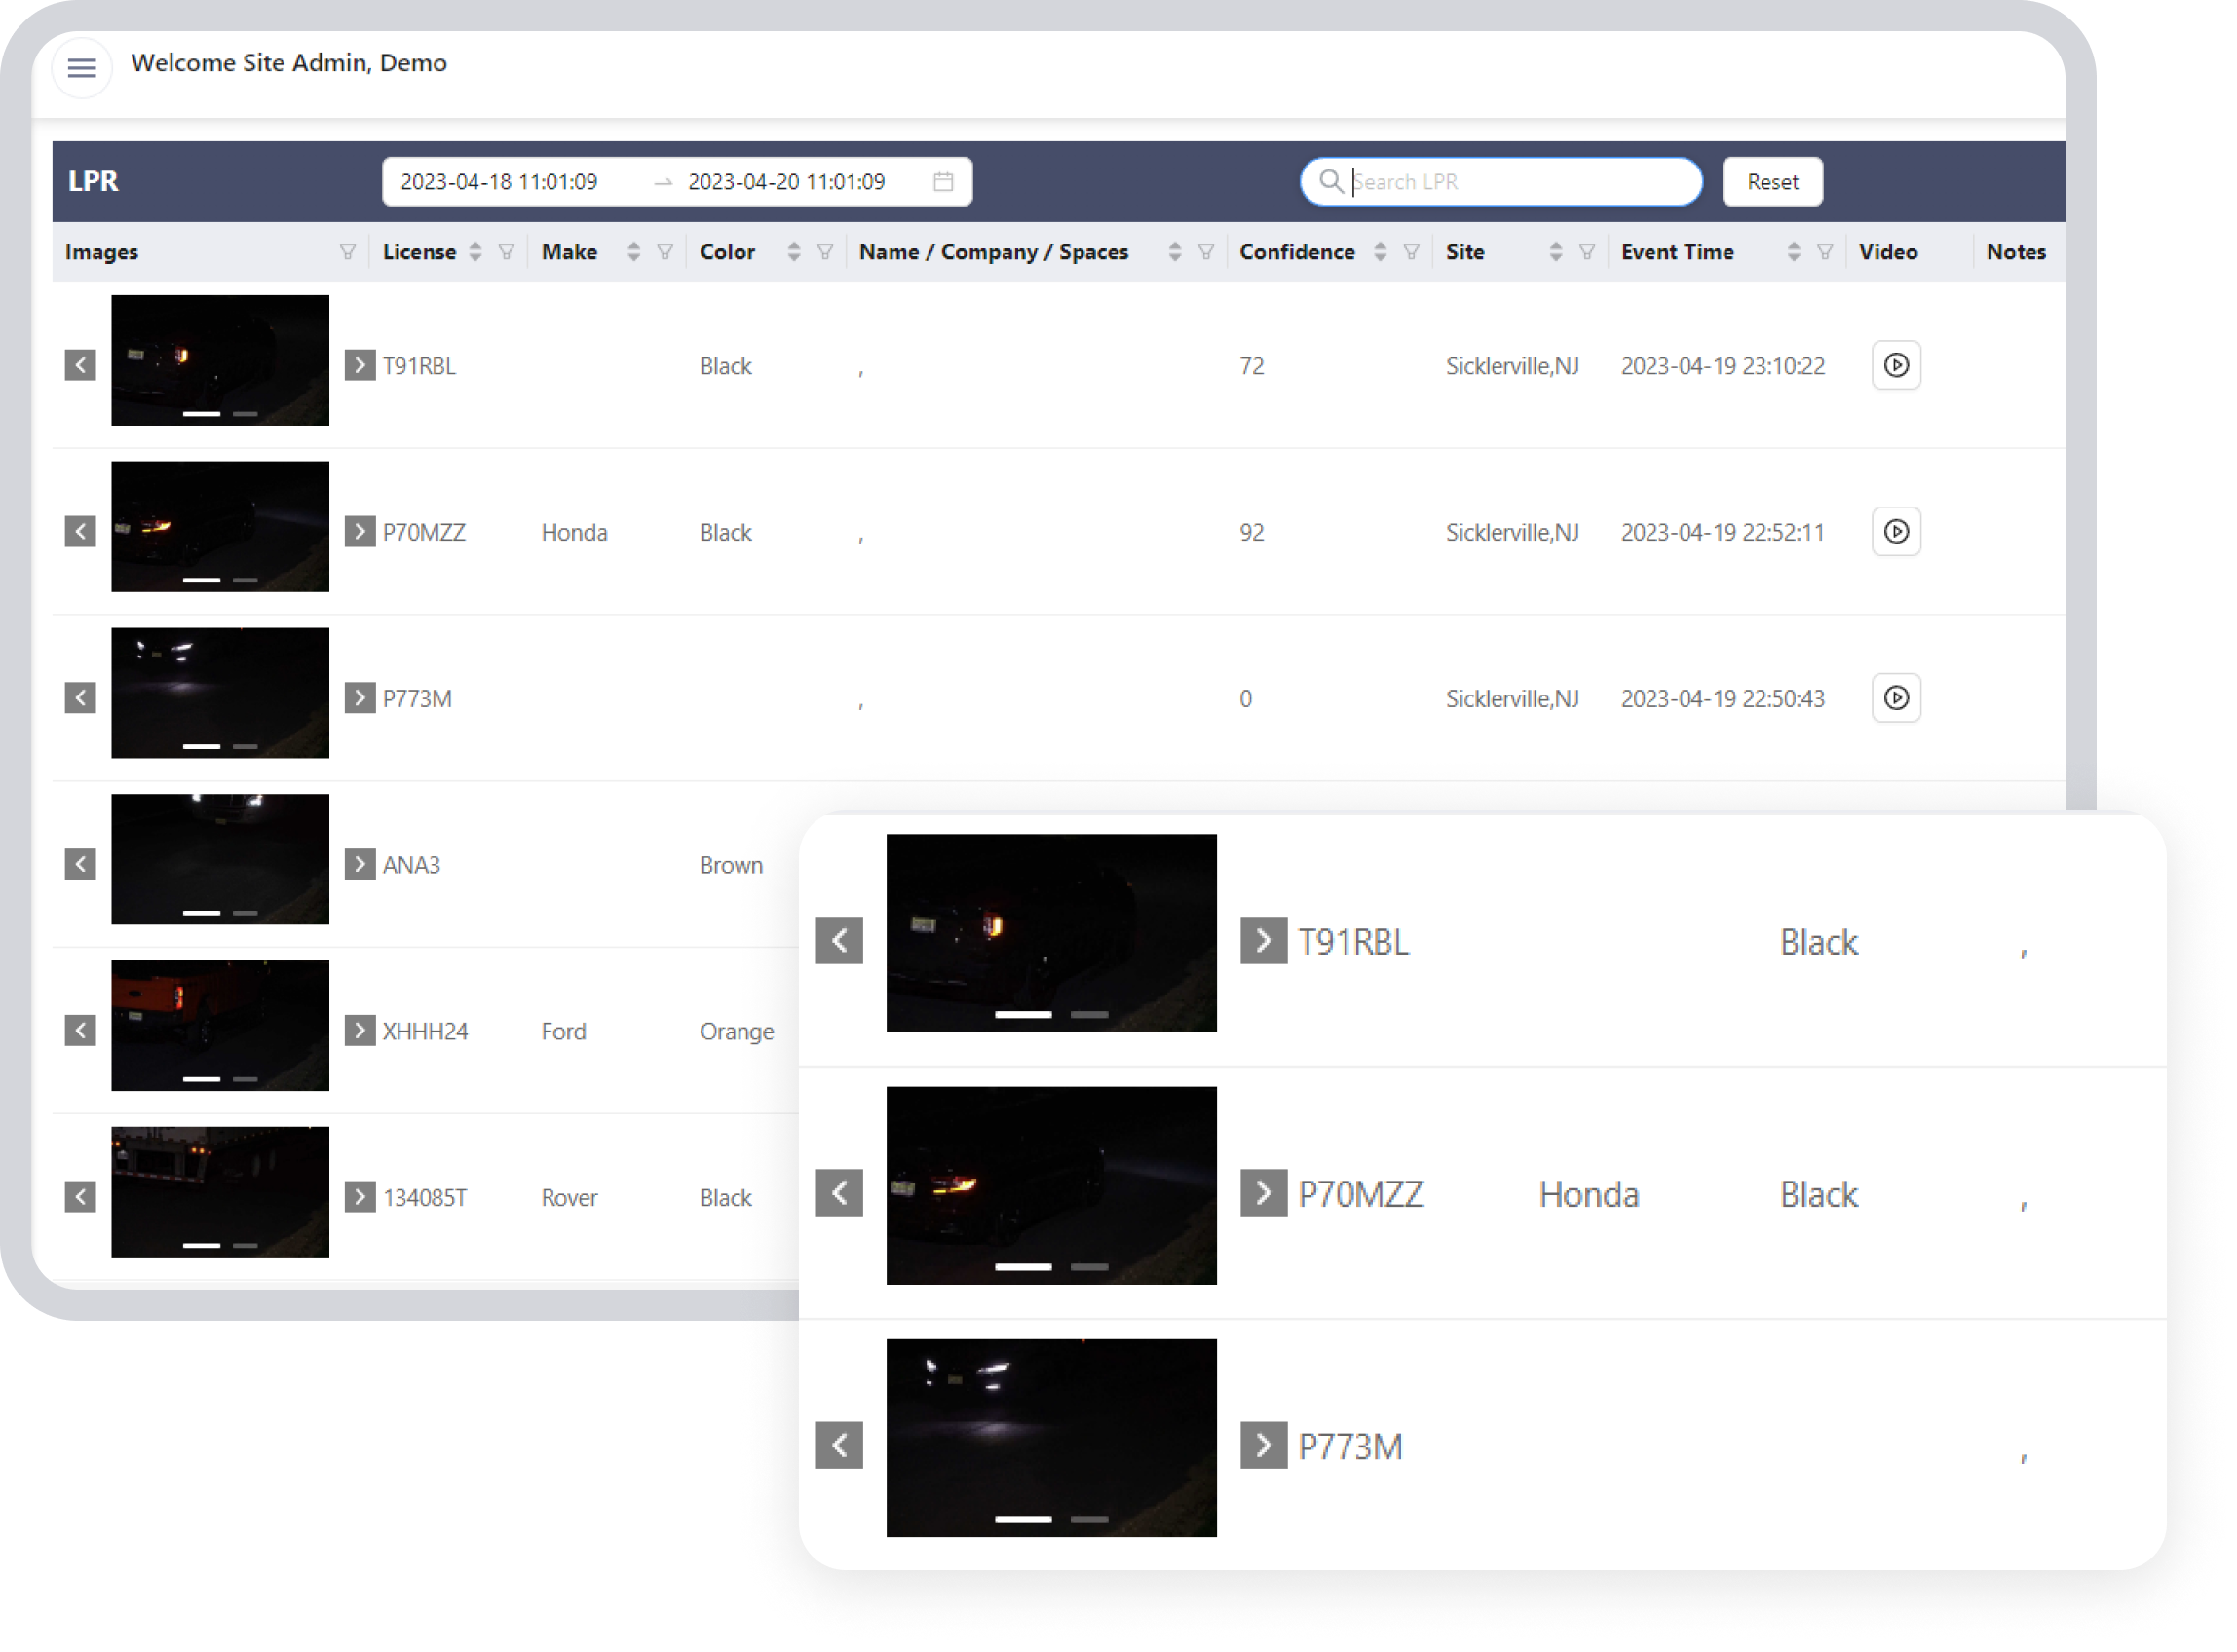 Welcome Site Admin, Demo
LPR 2023-04-18 11:01:09 → 2023-04-20 11:01:09 Search LPR Reset
Images License Make Color Name / Company / Spaces Confidence Site Event Time Video Notes
T91RBL Black , 72 Sicklerville,NJ 2023-04-19 23:10:22
P70MZZ Honda Black , 92 Sicklerville,NJ 2023-04-19 22:52:11
P773M , 0 Sicklerville,NJ 2023-04-19 22:50:43
ANA3 Brown
XHHH24 Ford Orange
134085T Rover Black
T91RBL Black ,
P70MZZ Honda Black ,
P773M ,